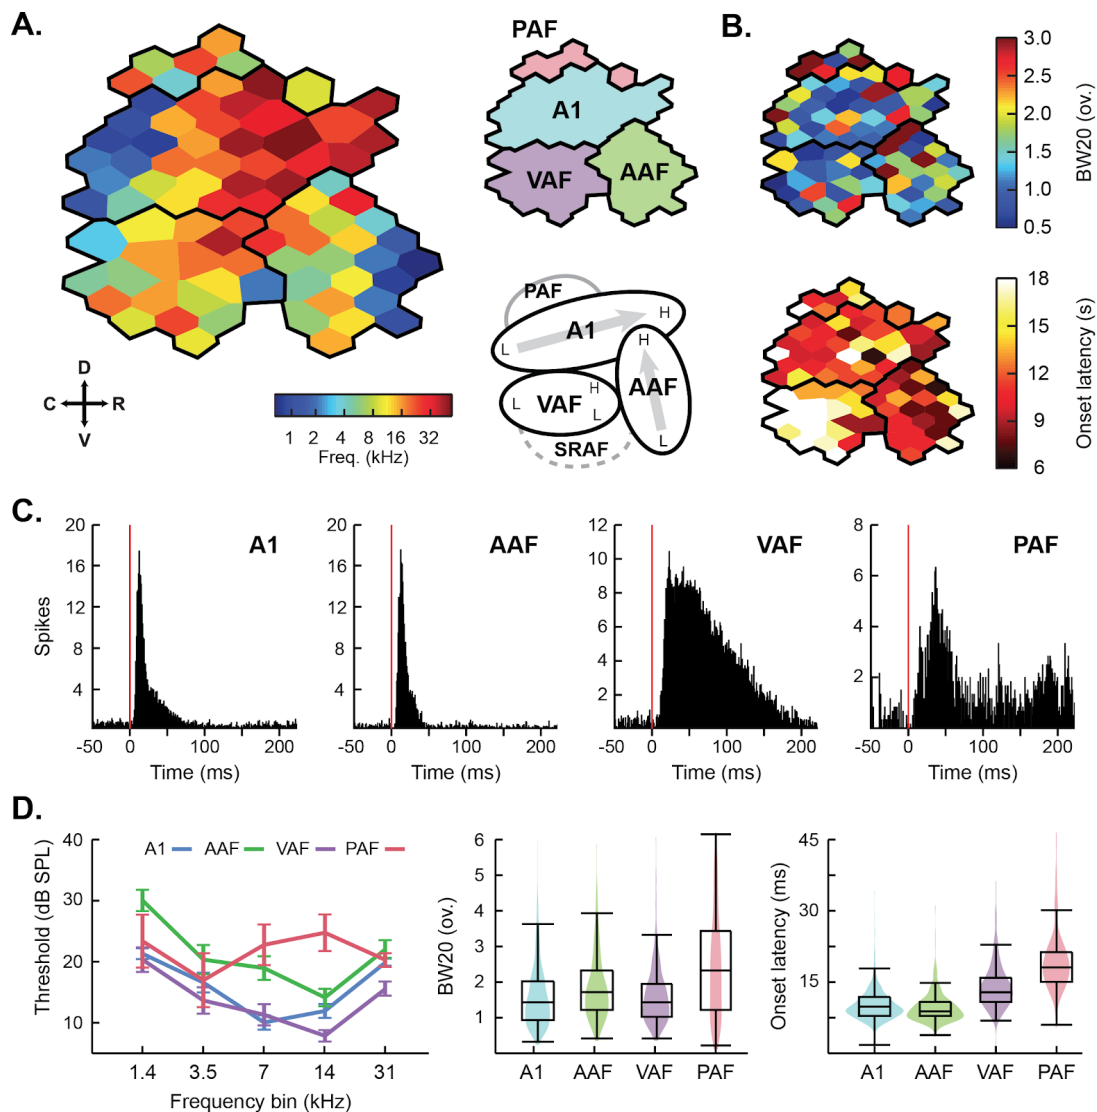 A.
PAF
A1
VAF
AAF
B.
3.0
2.5
2.0
1.5
1.0
0.5
BW20 (ov.)
D
C R
V
1 2 4 8 16 32
Freq. (kHz)
PAF
H
A1
L
H
AAF
H
L VAF
L
SRAF
L
18
15
12
9
6
Onset latency (s)
C.
20
16
12
8
4
Spikes
A1
-50 0 100 200
Time (ms)
20
16
12
8
4
AAF
-50 0 100 200
Time (ms)
12
10
8
6
4
2
VAF
-50 0 100 200
Time (ms)
8
6
4
2
PAF
-50 0 100 200
Time (ms)
D.
40
30
20
10
Threshold (dB SPL)
A1 AAF VAF PAF
1.4 3.5 7 14 31
Frequency bin (kHz)
6
5
4
3
2
1
0
BW20 (ov.)
A1 AAF VAF PAF
45
30
15
Onset latency (ms)
A1 AAF VAF PAF